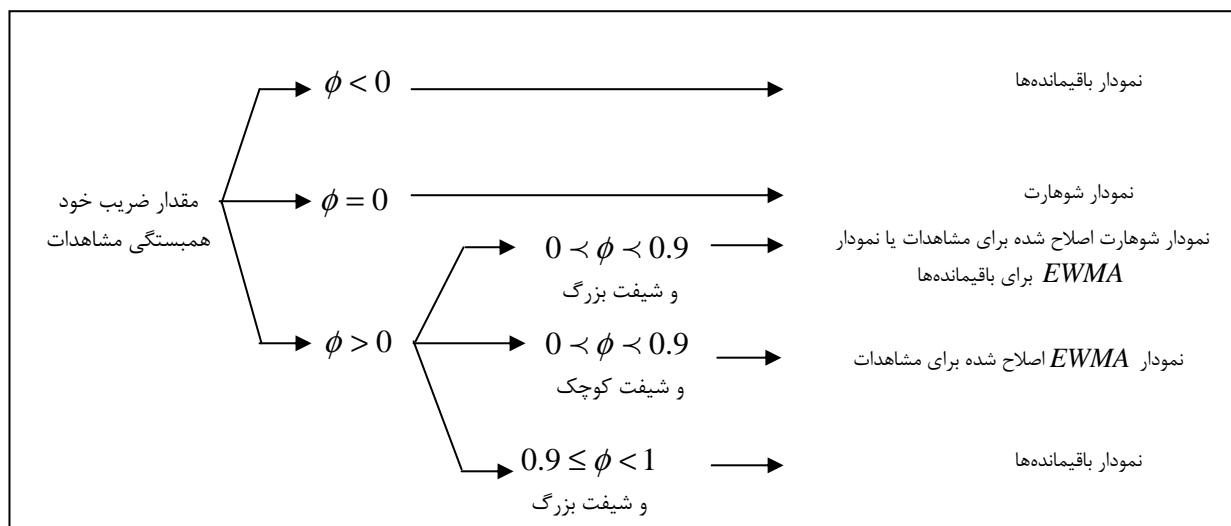 مقدار ضریب خود
همبستگی مشاهدات
ϕ < 0
نمودار باقیمانده‌ها
ϕ = 0
نمودار شوهارت
ϕ > 0
0 ≺ ϕ ≺ 0.9
و شیفت بزرگ
نمودار شوهارت اصلاح شده برای مشاهدات یا نمودار
EWMA برای باقیمانده‌ها
0 ≺ ϕ ≺ 0.9
و شیفت کوچک
نمودار EWMA اصلاح شده برای مشاهدات
0.9 ≤ ϕ < 1
و شیفت بزرگ
نمودار باقیمانده‌ها